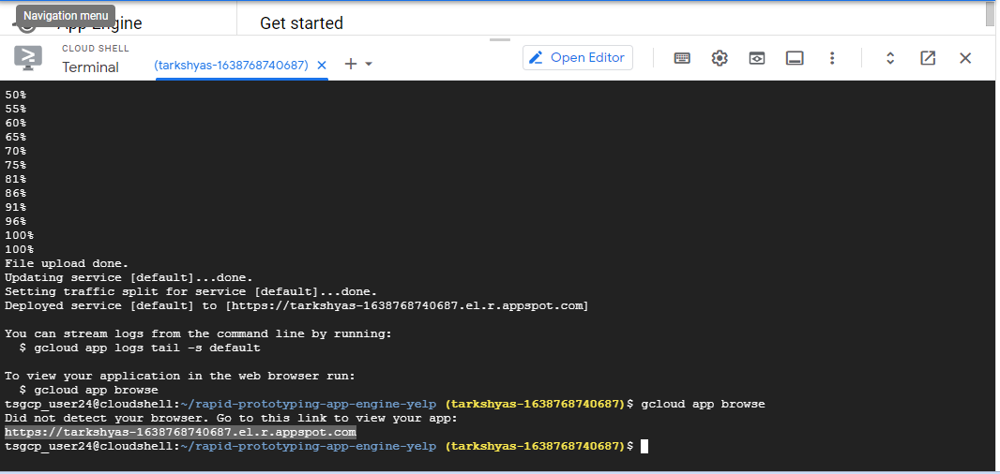 Navigation menu
App Engine
Get started
CLOUD SHELL
Terminal
(tarkshyas-1638768740687)
Open Editor
50%
55%
60%
65%
70%
75%
81%
86%
91%
96%
100%
100%
File upload done.
Updating service [default]...done.
Setting traffic split for service [default]...done.
Deployed service [default] to [https://tarkshyas-1638768740687.el.r.appspot.com]
You can stream logs from the command line by running:
$ gcloud app logs tail -s default
To view your application in the web browser run:
$ gcloud app browse
tsgcp_user24@cloudshell:~/rapid-prototyping-app-engine-yelp (tarkshyas-1638768740687)$ gcloud app browse
Did not detect your browser. Go to this link to view your app:
https://tarkshyas-1638768740687.el.r.appspot.com
tsgcp_user24@cloudshell:~/rapid-prototyping-app-engine-yelp (tarkshyas-1638768740687)$